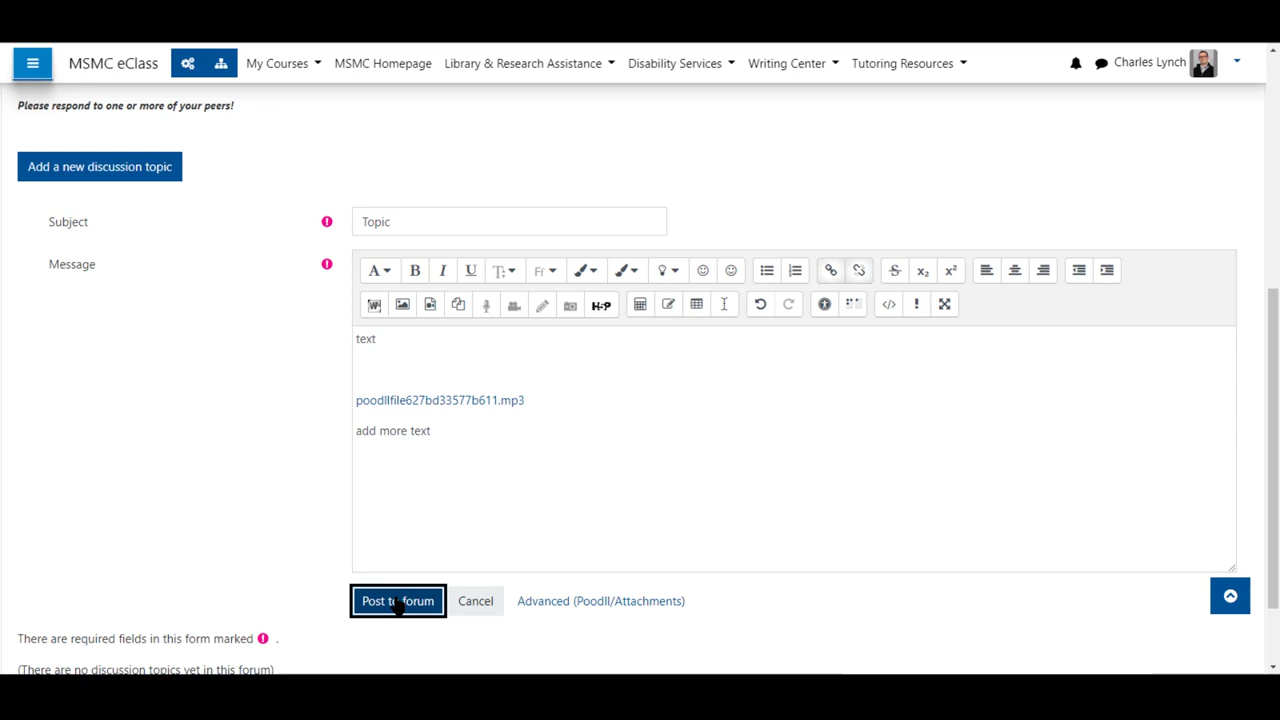 MSMC eClass My Courses MSMC Homepage Library & Research Assistance Disability Services Writing Center Tutoring Resources Charles Lynch
Please respond to one or more of your peers!
Add a new discussion topic
Subject Topic
Message
A B I U T Ff S x₂ x²
W H-P I </> !
text
poodllfile627bd33577b611.mp3
add more text
Post to forum Cancel Advanced (Poodll/Attachments)
There are required fields in this form marked .
(There are no discussion topics yet in this forum)